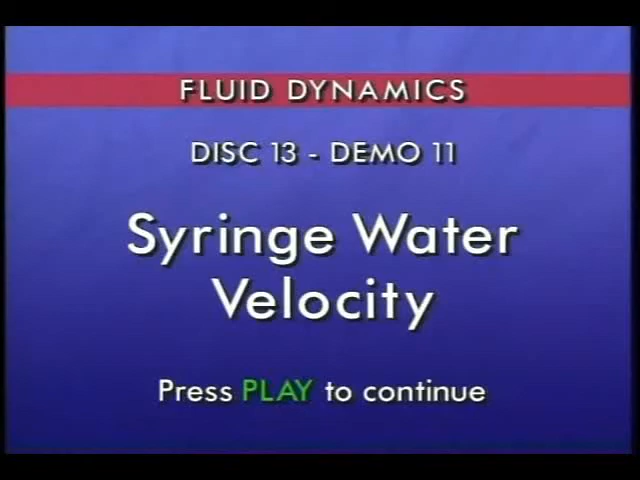 FLUID DYNAMICS
DISC 13 - DEMO 11
Syringe Water
Velocity
Press PLAY to continue